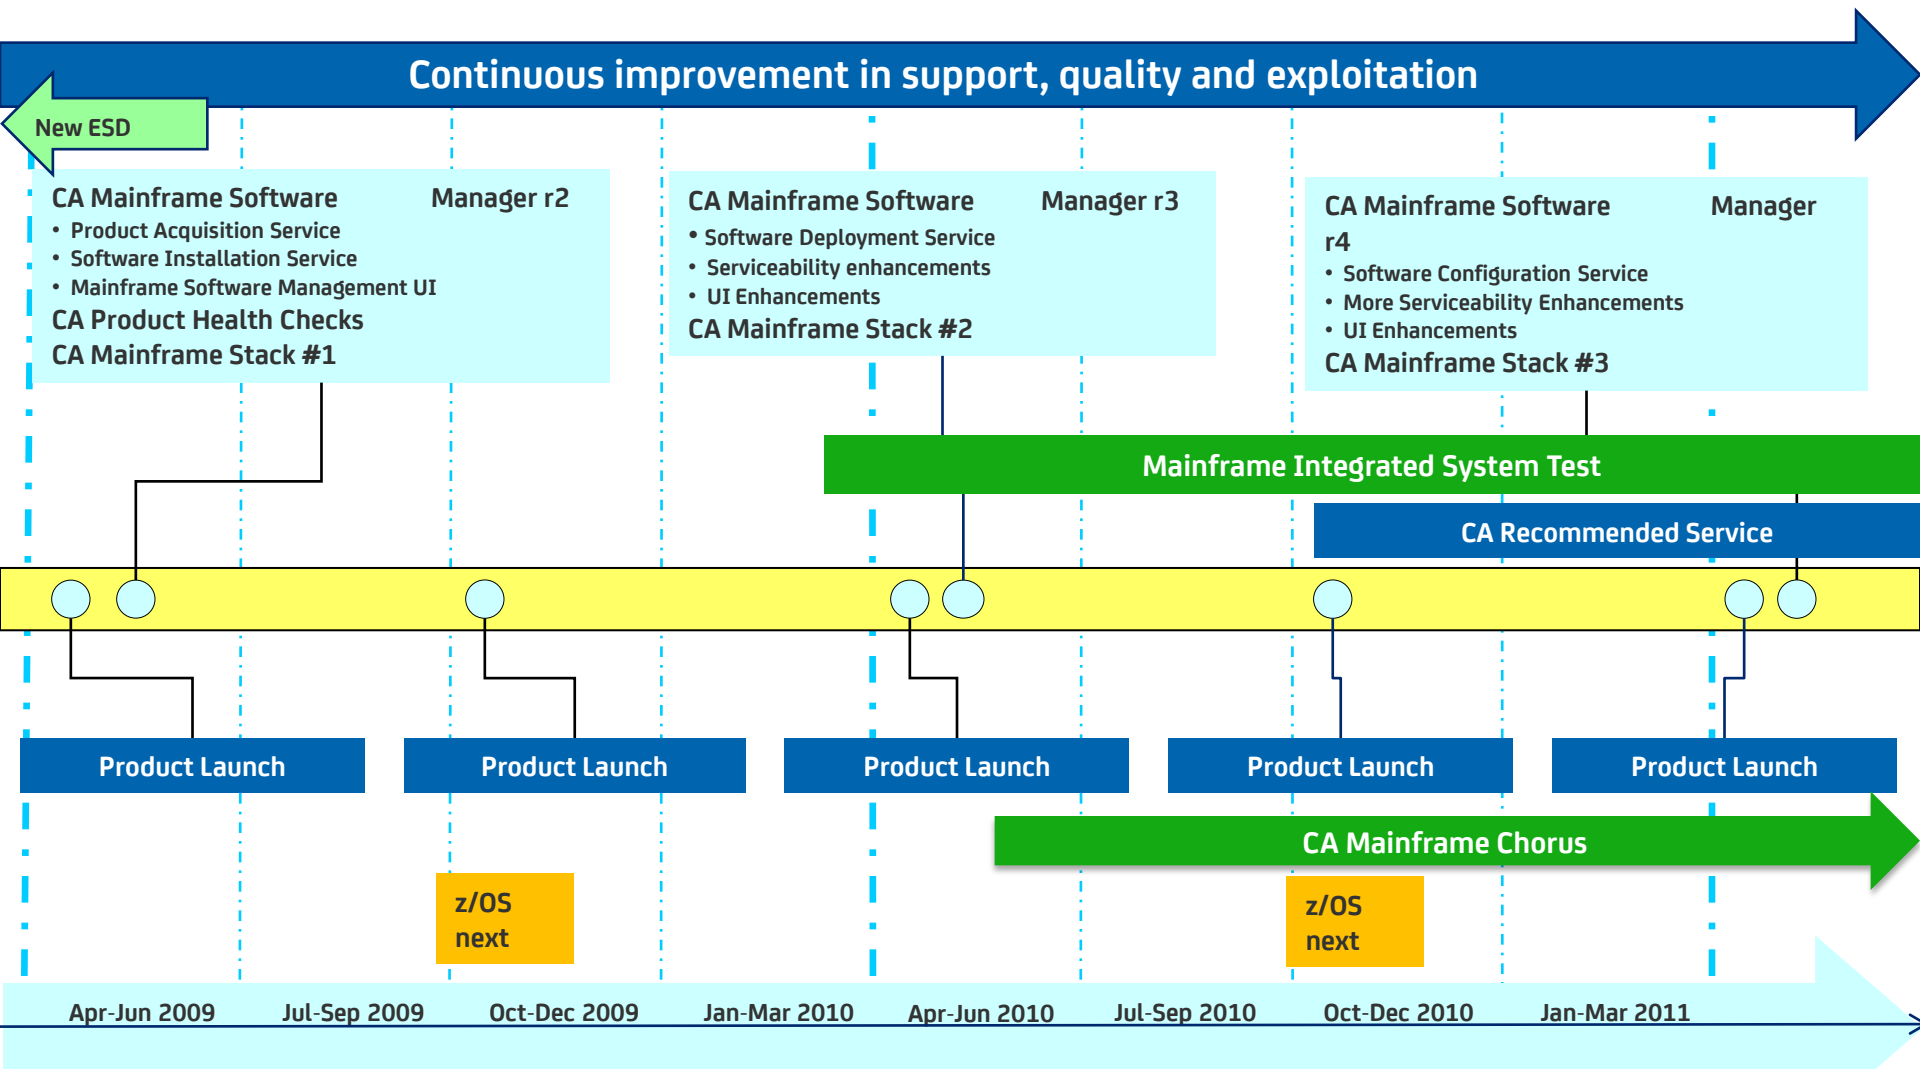 Continuous improvement in support, quality and exploitation
New ESD
CA Mainframe Software Manager r2
• Product Acquisition Service
• Software Installation Service
• Mainframe Software Management UI
CA Product Health Checks
CA Mainframe Stack #1
CA Mainframe Software Manager r3
• Software Deployment Service
• Serviceability enhancements
• UI Enhancements
CA Mainframe Stack #2
CA Mainframe Software Manager
r4
• Software Configuration Service
• More Serviceability Enhancements
• UI Enhancements
CA Mainframe Stack #3
Mainframe Integrated System Test
CA Recommended Service
Product Launch
Product Launch
Product Launch
Product Launch
Product Launch
CA Mainframe Chorus
z/OS
next
z/OS
next
Apr-Jun 2009
Jul-Sep 2009
Oct-Dec 2009
Jan-Mar 2010
Apr-Jun 2010
Jul-Sep 2010
Oct-Dec 2010
Jan-Mar 2011